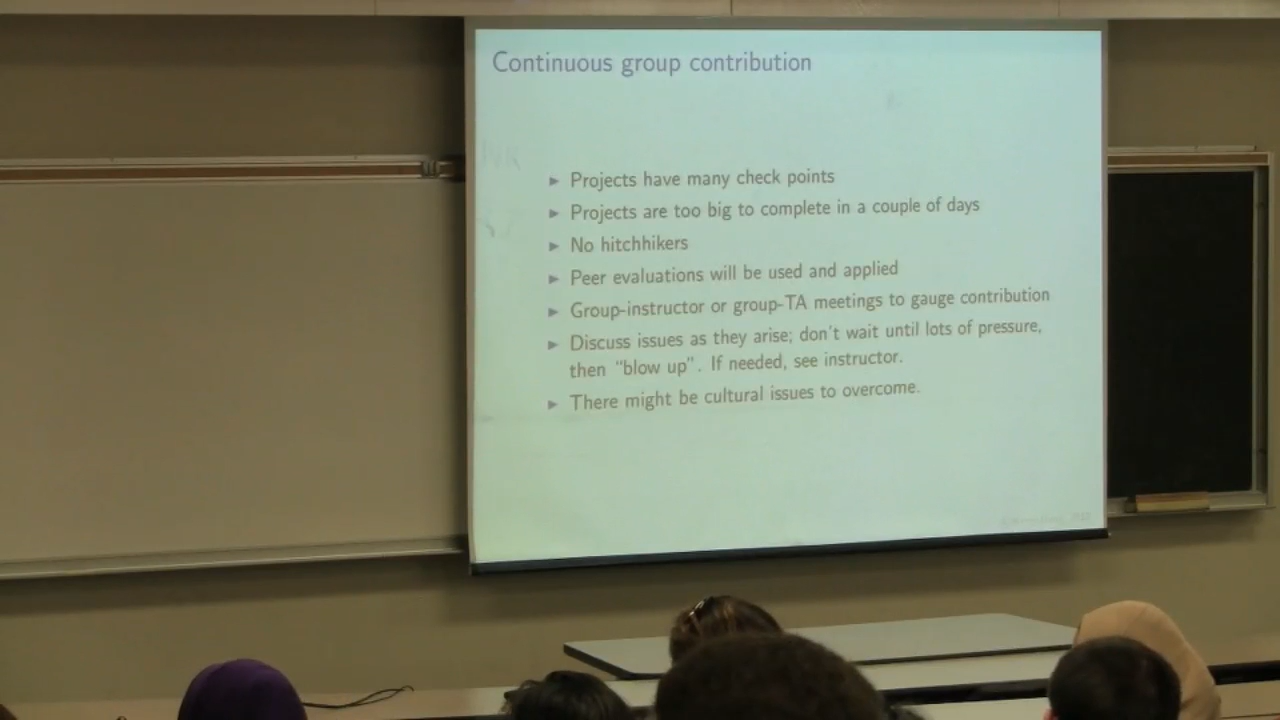 Continuous group contribution
▶ Projects have many check points
▶ Projects are too big to complete in a couple of days
▶ No hitchhikers
▶ Peer evaluations will be used and applied
▶ Group-instructor or group-TA meetings to gauge contribution
▶ Discuss issues as they arise; don't wait until lots of pressure,
then “blow up”. If needed, see instructor.
▶ There might be cultural issues to overcome.